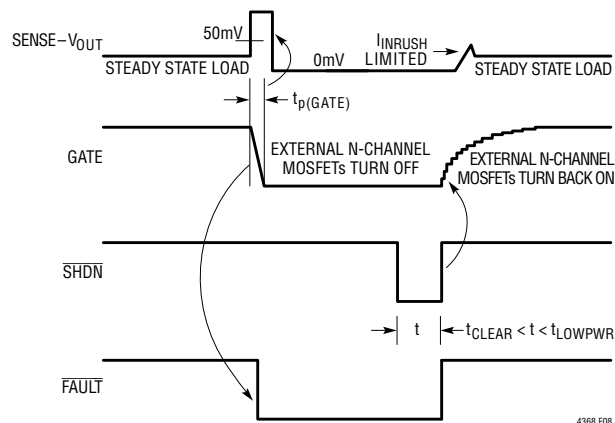 SENSE–VOUT
50mV
0mV
IINRUSH
LIMITED
STEADY STATE LOAD
STEADY STATE LOAD
tp(GATE)
GATE
EXTERNAL N-CHANNEL
MOSFETs TURN OFF
EXTERNAL N-CHANNEL
MOSFETs TURN BACK ON
SHDN
t
tCLEAR < t < tLOWPWR
FAULT
4368 F08